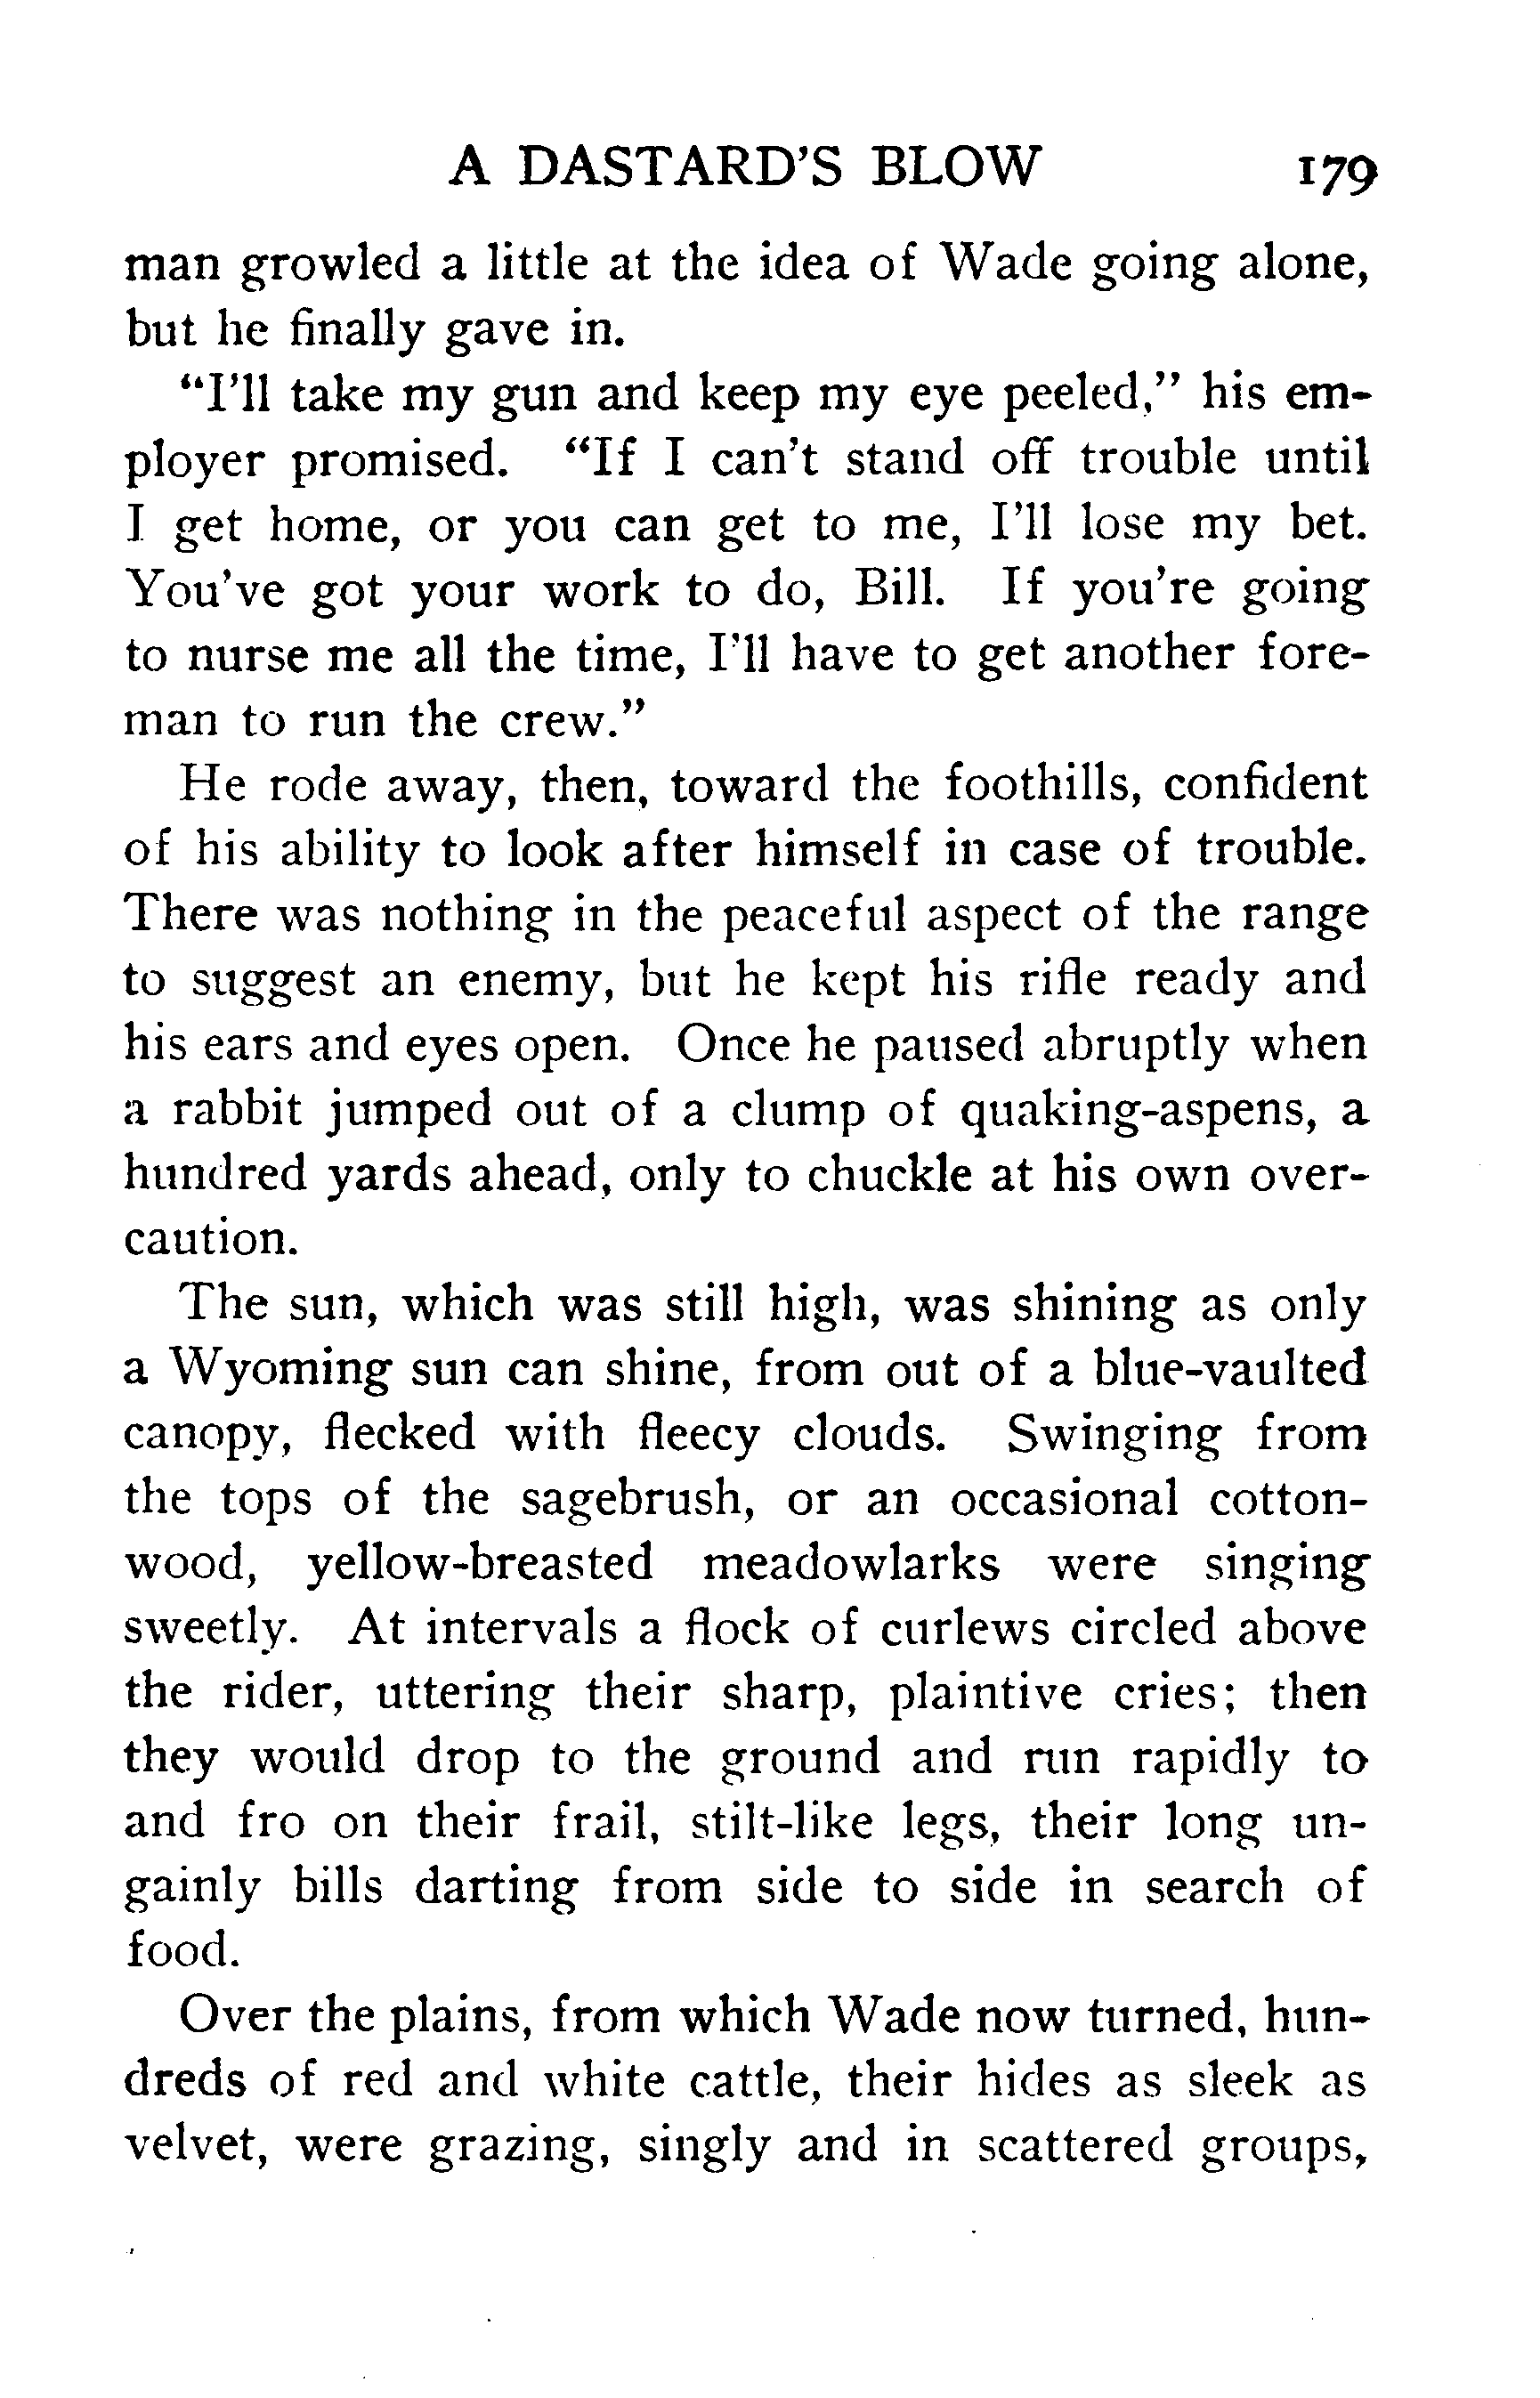 A DASTARD'S BLOW 179
man growled a little at the idea of Wade going alone,
but he finally gave in.
"I'll take my gun and keep my eye peeled," his em-
ployer promised. "If I can't stand off trouble until
I get home, or you can get to me, I'll lose my bet.
You've got your work to do, Bill. If you're going
to nurse me all the time, I'll have to get another fore-
man to run the crew."
He rode away, then, toward the foothills, confident
of his ability to look after himself in case of trouble.
There was nothing in the peaceful aspect of the range
to suggest an enemy, but he kept his rifle ready and
his ears and eyes open. Once he paused abruptly when
a rabbit jumped out of a clump of quaking-aspens, a
hundred yards ahead, only to chuckle at his own over-
caution.
The sun, which was still high, was shining as only
a Wyoming sun can shine, from out of a blue-vaulted
canopy, flecked with fleecy clouds. Swinging from
the tops of the sagebrush, or an occasional cotton-
wood, yellow-breasted meadowlarks were singing
sweetly. At intervals a flock of curlews circled above
the rider, uttering their sharp, plaintive cries; then
they would drop to the ground and run rapidly to
and fro on their frail, stilt-like legs, their long un-
gainly bills darting from side to side in search of
food.
Over the plains, from which Wade now turned, hun-
dreds of red and white cattle, their hides as sleek as
velvet, were grazing, singly and in scattered groups,